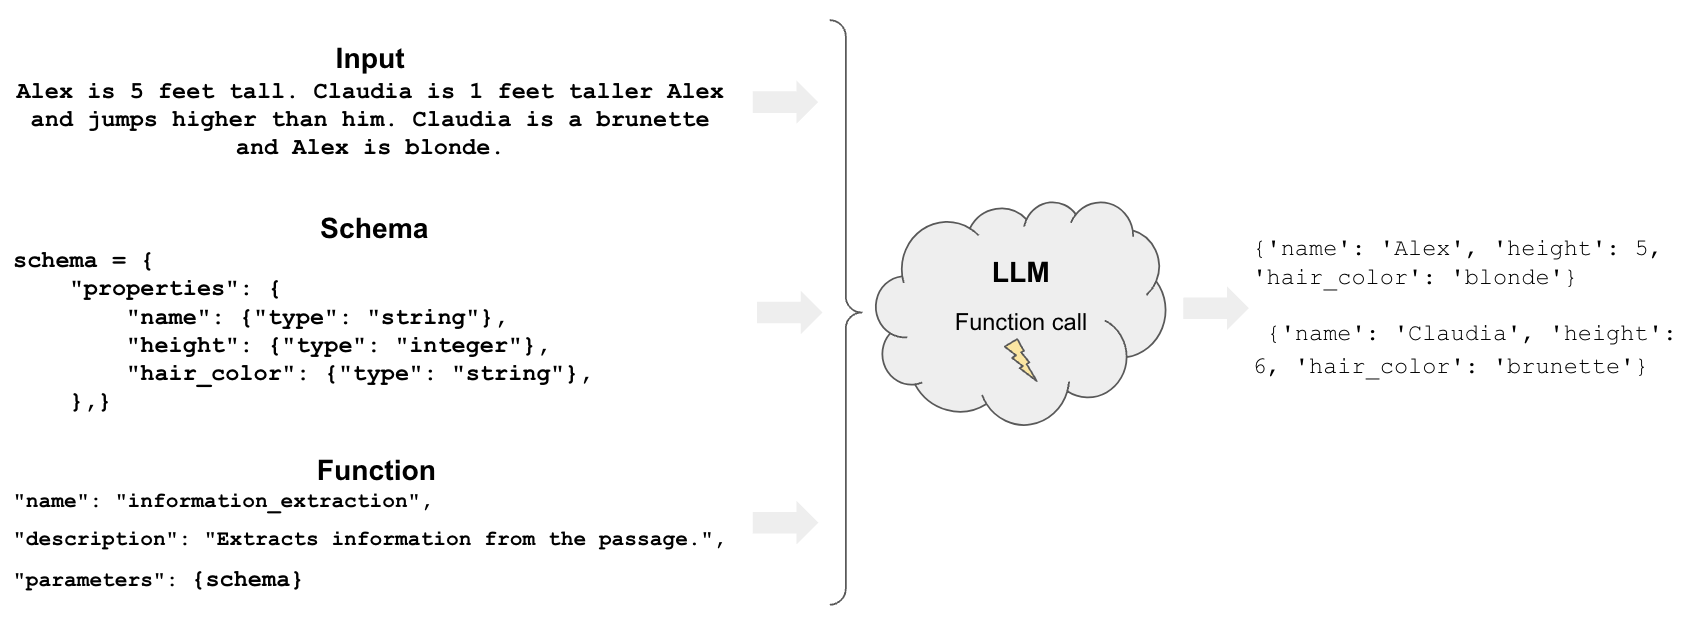 Input
Alex is 5 feet tall. Claudia is 1 feet taller Alex
and jumps higher than him. Claudia is a brunette
and Alex is blonde.
Schema
schema = {
"properties": {
"name": {"type": "string"},
"height": {"type": "integer"},
"hair_color": {"type": "string"},
},}
Function
"name": "information_extraction",
"description": "Extracts information from the passage.",
"parameters": {schema}
LLM
Function call
{'name': 'Alex', 'height': 5,
'hair_color': 'blonde'}
{'name': 'Claudia', 'height':
6, 'hair_color': 'brunette'}